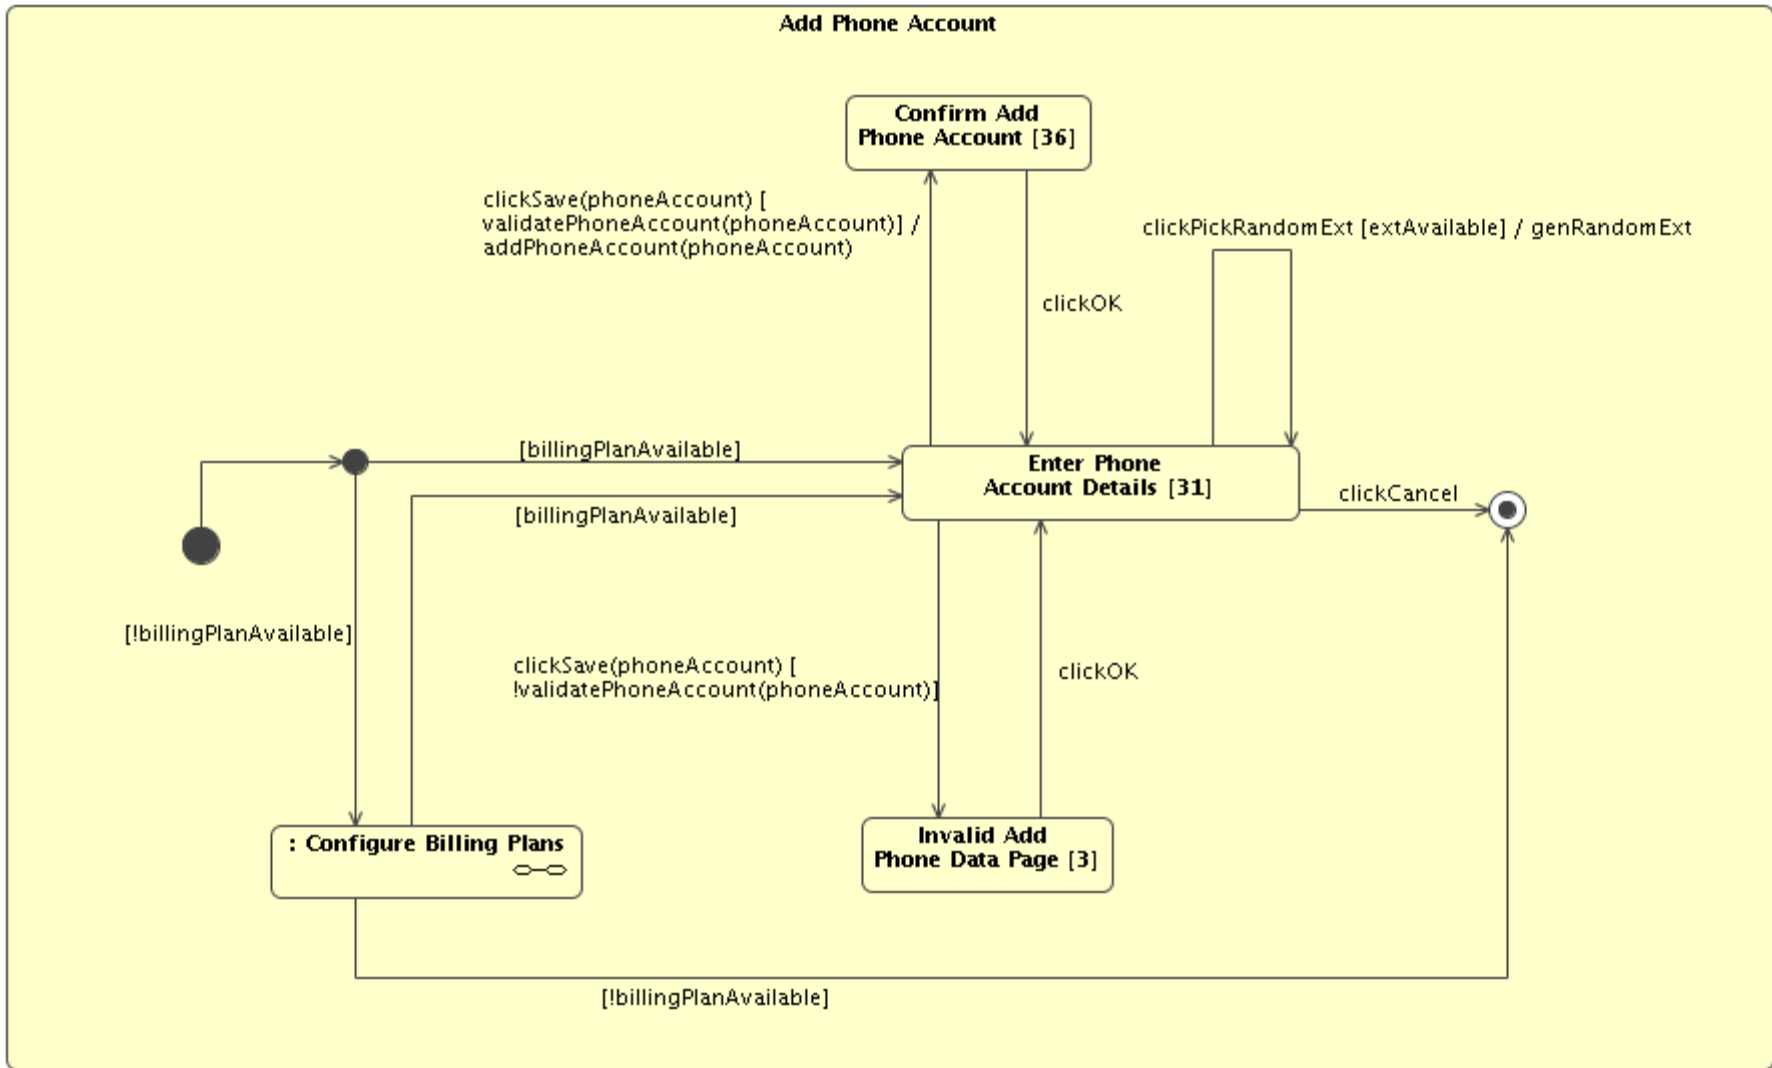 Add Phone Account
Confirm Add
Phone Account [36]
clickSave(phoneAccount) [
validatePhoneAccount(phoneAccount)] /
addPhoneAccount(phoneAccount)
clickPickRandomExt [extAvailable] / genRandomExt
clickOK
[billingPlanAvailable]
Enter Phone
Account Details [31]
clickCancel
[billingPlanAvailable]
[!billingPlanAvailable]
clickSave(phoneAccount) [
!validatePhoneAccount(phoneAccount)]
clickOK
: Configure Billing Plans
Invalid Add
Phone Data Page [3]
[!billingPlanAvailable]